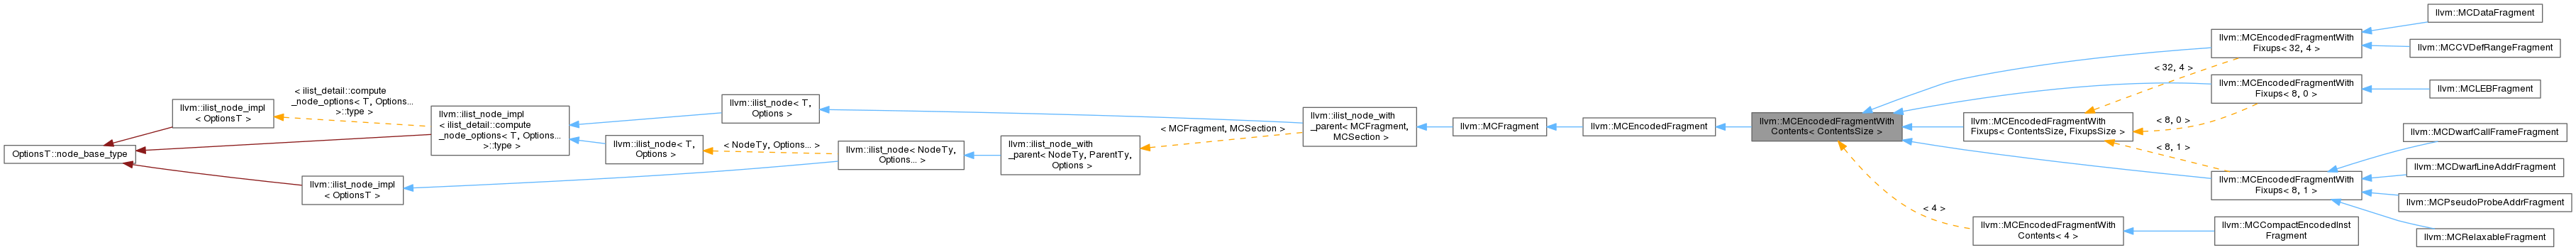 OptionsT::node_base_type
llvm::ilist_node_impl
< OptionsT >
< ilist_detail::compute
_node_options< T, Options...
>::type >
llvm::ilist_node_impl
< ilist_detail::compute
_node_options< T, Options...
>::type >
llvm::ilist_node_impl
< OptionsT >
llvm::ilist_node< T,
Options >
llvm::ilist_node< T,
Options >
< NodeTy, Options... >
llvm::ilist_node< NodeTy,
Options... >
llvm::ilist_node_with
_parent< NodeTy, ParentTy,
Options >
< MCFragment, MCSection >
llvm::ilist_node_with
_parent< MCFragment,
MCSection >
llvm::MCFragment
llvm::MCEncodedFragment
llvm::MCEncodedFragmentWith
Contents< ContentsSize >
< 4 >
llvm::MCEncodedFragmentWith
Fixups< ContentsSize, FixupsSize >
< 32, 4 >
< 8, 0 >
< 8, 1 >
llvm::MCEncodedFragmentWith
Contents< 4 >
llvm::MCEncodedFragmentWith
Fixups< 32, 4 >
llvm::MCEncodedFragmentWith
Fixups< 8, 0 >
llvm::MCEncodedFragmentWith
Fixups< 8, 1 >
llvm::MCCompactEncodedInst
Fragment
llvm::MCDataFragment
llvm::MCCVDefRangeFragment
llvm::MCLEBFragment
llvm::MCDwarfCallFrameFragment
llvm::MCDwarfLineAddrFragment
llvm::MCPseudoProbeAddrFragment
llvm::MCRelaxableFragment